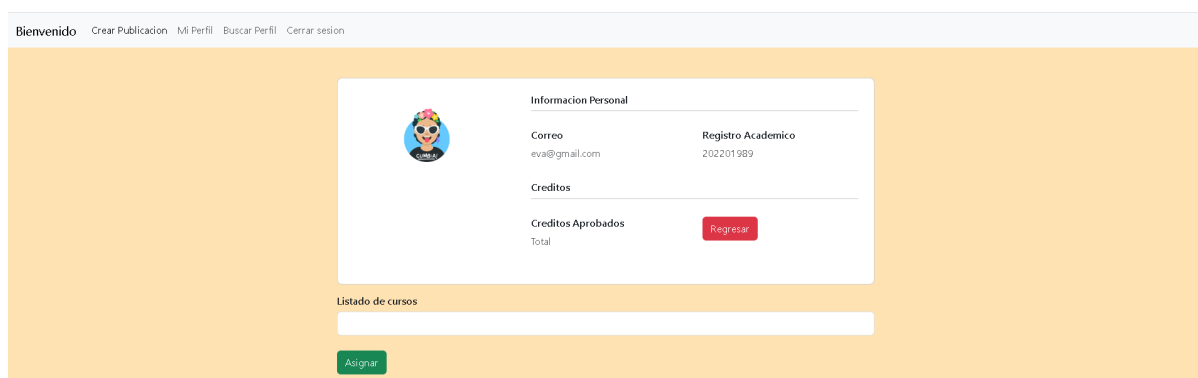 Bienvenido Crear Publicacion Mi Perfil Buscar Perfil Cerrar sesion
Informacion Personal
Correo Registro Academico
eva@gmail.com 202201989
Creditos
Creditos Aprobados
Total
Regresar
Listado de cursos
Asignar